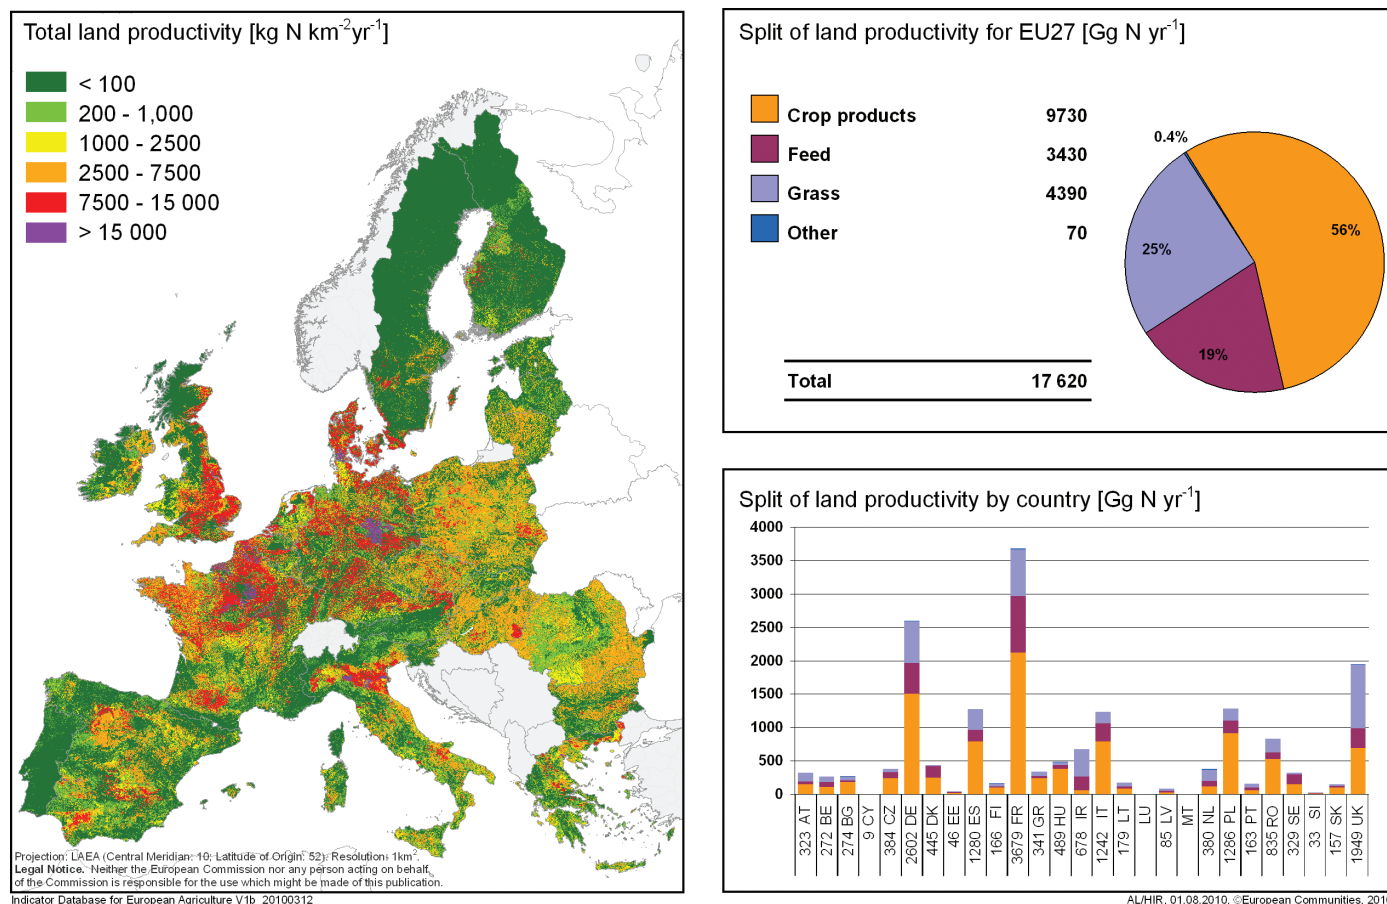 Total land productivity [kg N km-2yr-1]
< 100
200 - 1,000
1000 - 2500
2500 - 7500
7500 - 15 000
> 15 000
Projection: LAEA (Central Meridian: 10, Latitude of Origin: 52), Resolution: 1km².
Legal Notice. Neither the European Commission nor any person acting on behalf
of the Commission is responsible for the use which might be made of this publication.
Indicator Database for European Agriculture V1b_20100312
Split of land productivity for EU27 [Gg N yr-1]
Crop products 9730
Feed 3430
Grass 4390
Other 70
Total 17 620
0.4%
56%
25%
19%
Split of land productivity by country [Gg N yr-1]
4000
3500
3000
2500
2000
1500
1000
500
0
323 AT
272 BE
274 BG
9 CY
384 CZ
2602 DE
445 DK
46 EE
1280 ES
166 FI
3679 FR
341 GR
489 HU
678 IR
1242 IT
179 LT
LU
85 LV
MT
380 NL
1286 PL
163 PT
835 RO
329 SE
33 SI
157 SK
1949 UK
AL/HIR, 01.08.2010, ©European Communities, 2010